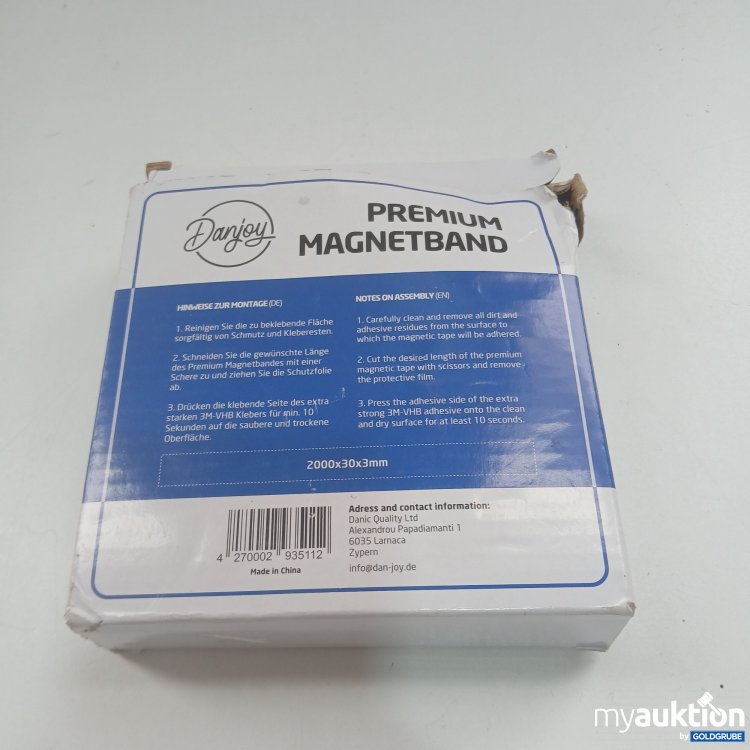 Danjoy
PREMIUM
MAGNETBAND
HINWEISE ZUR MONTAGE (DE)
1. Reinigen Sie die zu beklebende Fläche
sorgfältig von Schmutz und Kleberesten.
2. Schneiden Sie die gewünschte Länge
des Premium Magnetbandes mit einer
Schere zu und ziehen Sie die Schutzfolie
ab.
3. Drücken die klebende Seite des extra
starken 3M-VHB Klebers für min. 10
Sekunden auf die saubere und trockene
Oberfläche.
NOTES ON ASSEMBLY (EN)
1. Carefully clean and remove all dirt and
adhesive residues from the surface to
which the magnetic tape will be adhered.
2. Cut the desired length of the premium
magnetic tape with scissors and remove
the protective film.
3. Press the adhesive side of the extra
strong 3M-VHB adhesive onto the clean
and dry surface for at least 10 seconds.
2000x30x3mm
4 270002 935112
Made in China
Adress and contact information:
Danic Quality Ltd
Alexandrou Papadiamanti 1
6035 Larnaca
Zypern
info@dan-joy.de
myauktion
by GOLDGRUBE